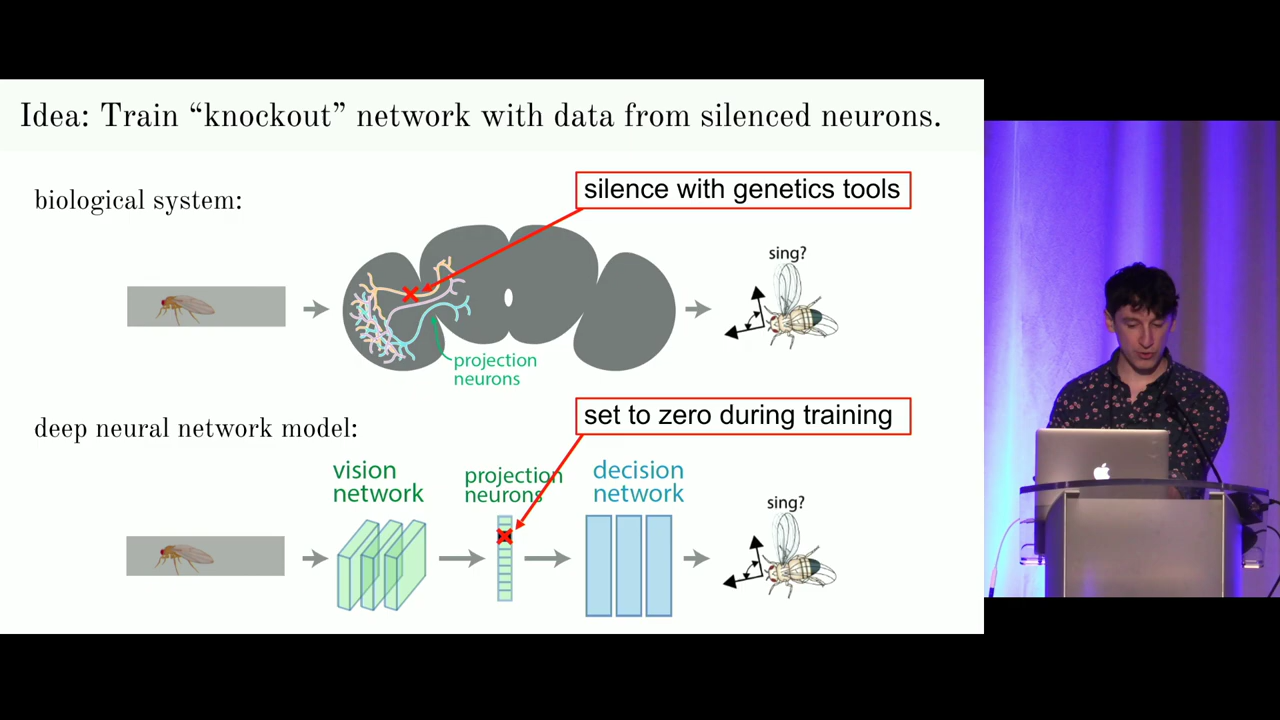 Idea: Train “knockout” network with data from silenced neurons.
biological system:
silence with genetics tools
sing?
projection
neurons
deep neural network model:
set to zero during training
vision
network
projection
neurons
decision
network
sing?